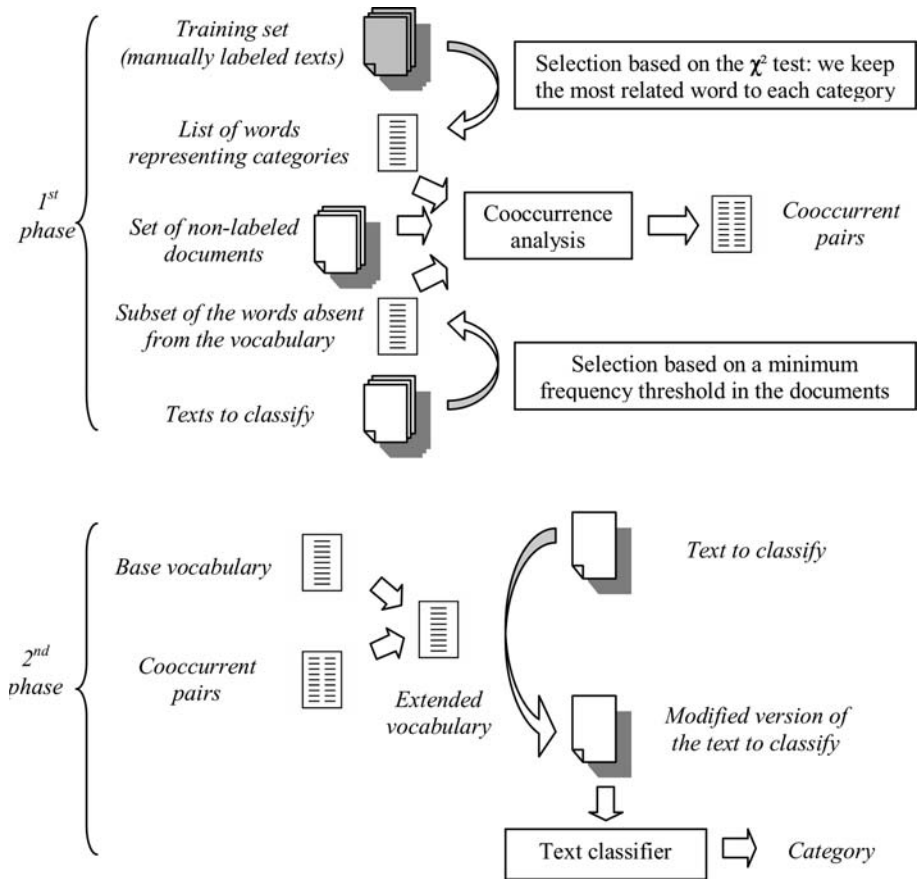 Training set
(manually labeled texts)
Selection based on the χ² test: we keep
the most related word to each category
List of words
representing categories
1st
phase
Set of non-labeled
documents
Cooccurrence
analysis
Cooccurrent
pairs
Subset of the words absent
from the vocabulary
Selection based on a minimum
frequency threshold in the documents
Texts to classify
2nd
phase
Base vocabulary
Cooccurrent
pairs
Extended
vocabulary
Text to classify
Modified version of
the text to classify
Text classifier
Category